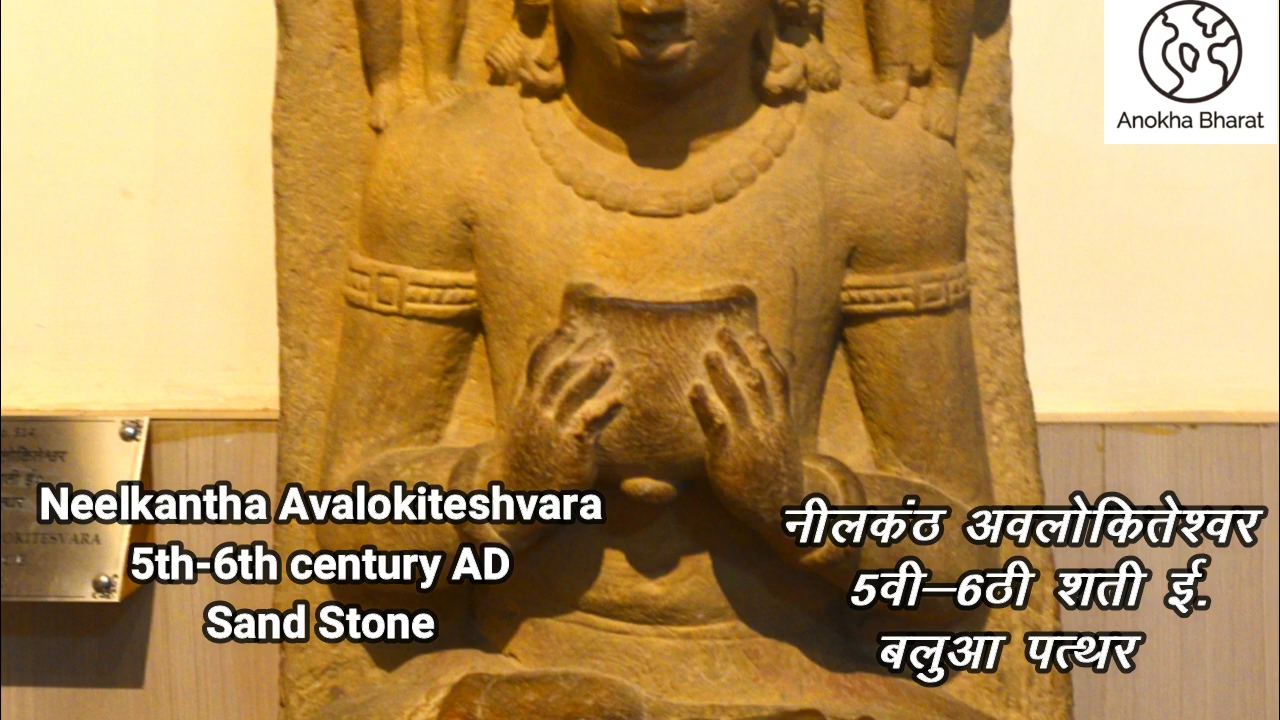 Anokha Bharat
514
Neelkantha Avalokiteshvara
5th-6th century AD
Sand Stone
नीलकंठ अवलोकितेश्वर
5वी–6ठी शती ई.
बलुआ पत्थर